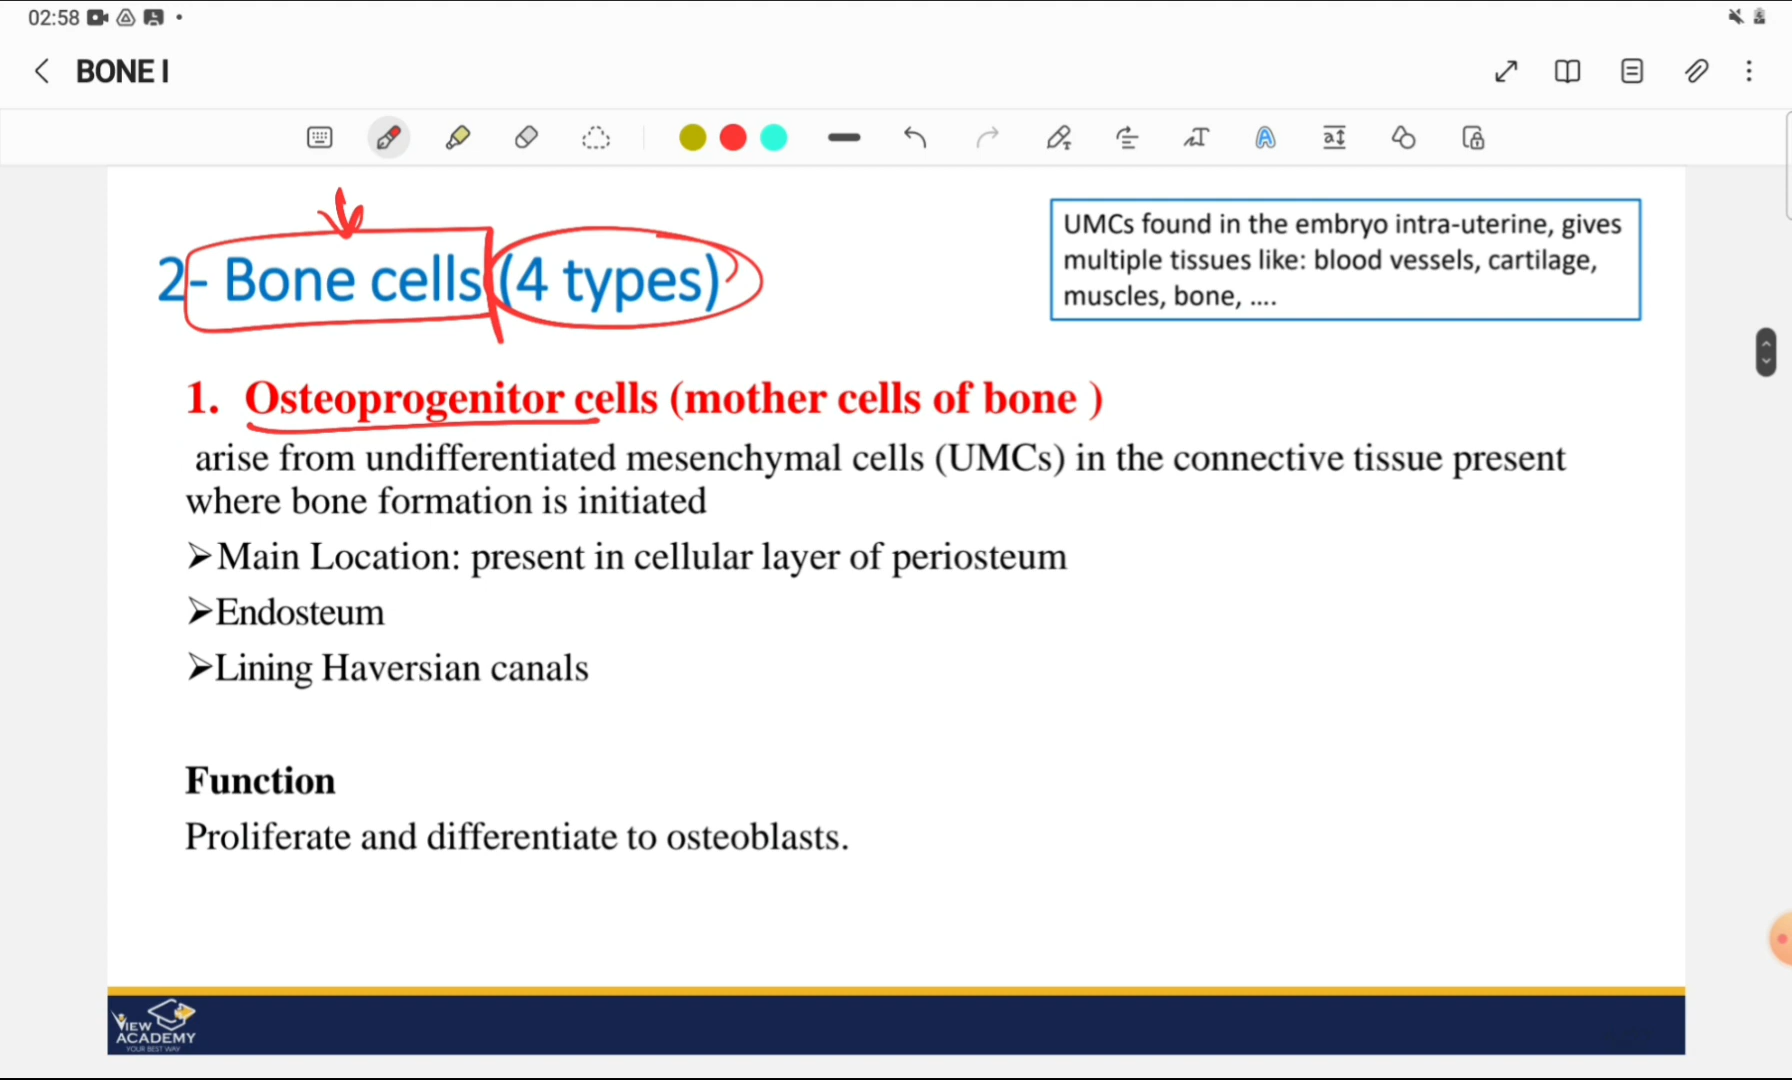 02:58
BONE I
2- Bone cells (4 types)
UMCs found in the embryo intra-uterine, gives
multiple tissues like: blood vessels, cartilage,
muscles, bone, ....
1. Osteoprogenitor cells (mother cells of bone )
arise from undifferentiated mesenchymal cells (UMCs) in the connective tissue present
where bone formation is initiated
➤Main Location: present in cellular layer of periosteum
➤Endosteum
➤Lining Haversian canals
Function
Proliferate and differentiate to osteoblasts.
VIEW
ACADEMY
YOUR BEST WAY